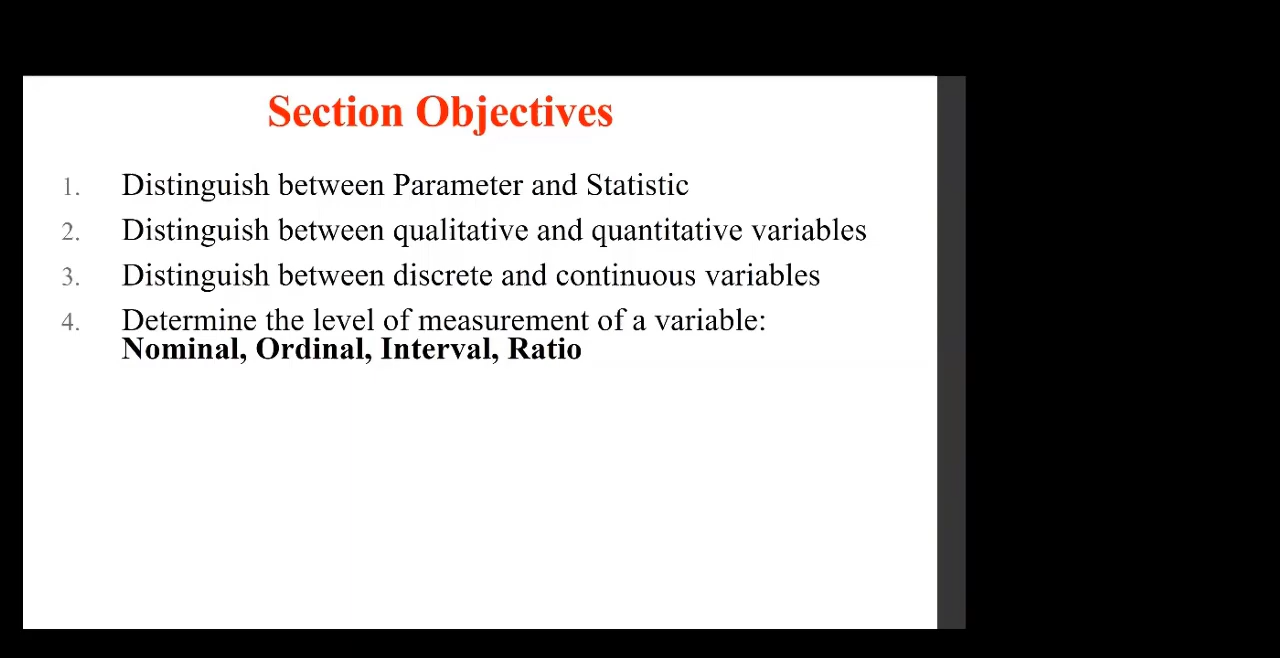 Section Objectives
1. Distinguish between Parameter and Statistic
2. Distinguish between qualitative and quantitative variables
3. Distinguish between discrete and continuous variables
4. Determine the level of measurement of a variable:
Nominal, Ordinal, Interval, Ratio